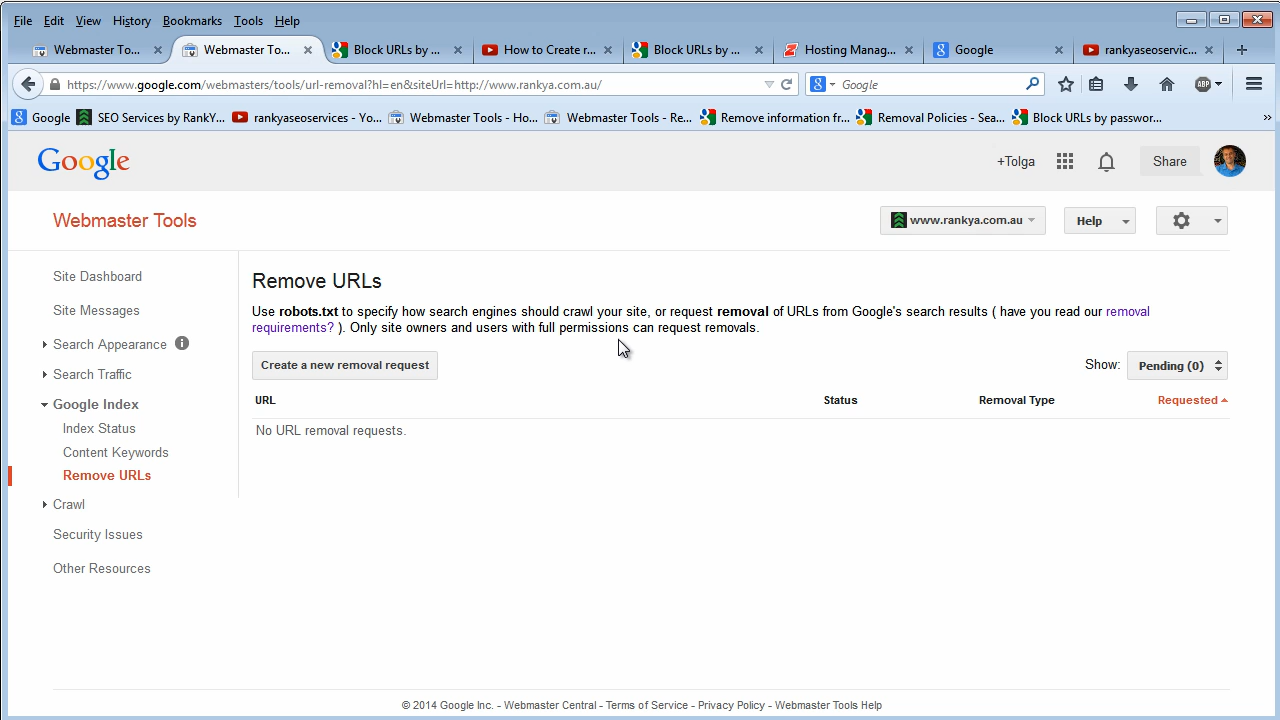 File Edit View History Bookmarks Tools Help
Webmaster To... Webmaster To... Block URLs by ... How to Create r... Block URLs by ... Hosting Manag... Google rankyaseoservic...
https://www.google.com/webmasters/tools/url-removal?hl=en&siteUrl=http://www.rankya.com.au/ Google ABP
Google SEO Services by RankY... rankyaseoservices - Yo... Webmaster Tools - Ho... Webmaster Tools - Re... Remove information fr... Removal Policies - Sea... Block URLs by passwor... »
Google +Tolga Share
Webmaster Tools www.rankya.com.au Help
Site Dashboard
Site Messages
Search Appearance
Search Traffic
Google Index
Index Status
Content Keywords
Remove URLs
Crawl
Security Issues
Other Resources
Remove URLs
Use robots.txt to specify how search engines should crawl your site, or request removal of URLs from Google's search results ( have you read our removal
requirements? ). Only site owners and users with full permissions can request removals.
Create a new removal request Show: Pending (0)
URL Status Removal Type Requested
No URL removal requests.
© 2014 Google Inc. - Webmaster Central - Terms of Service - Privacy Policy - Webmaster Tools Help